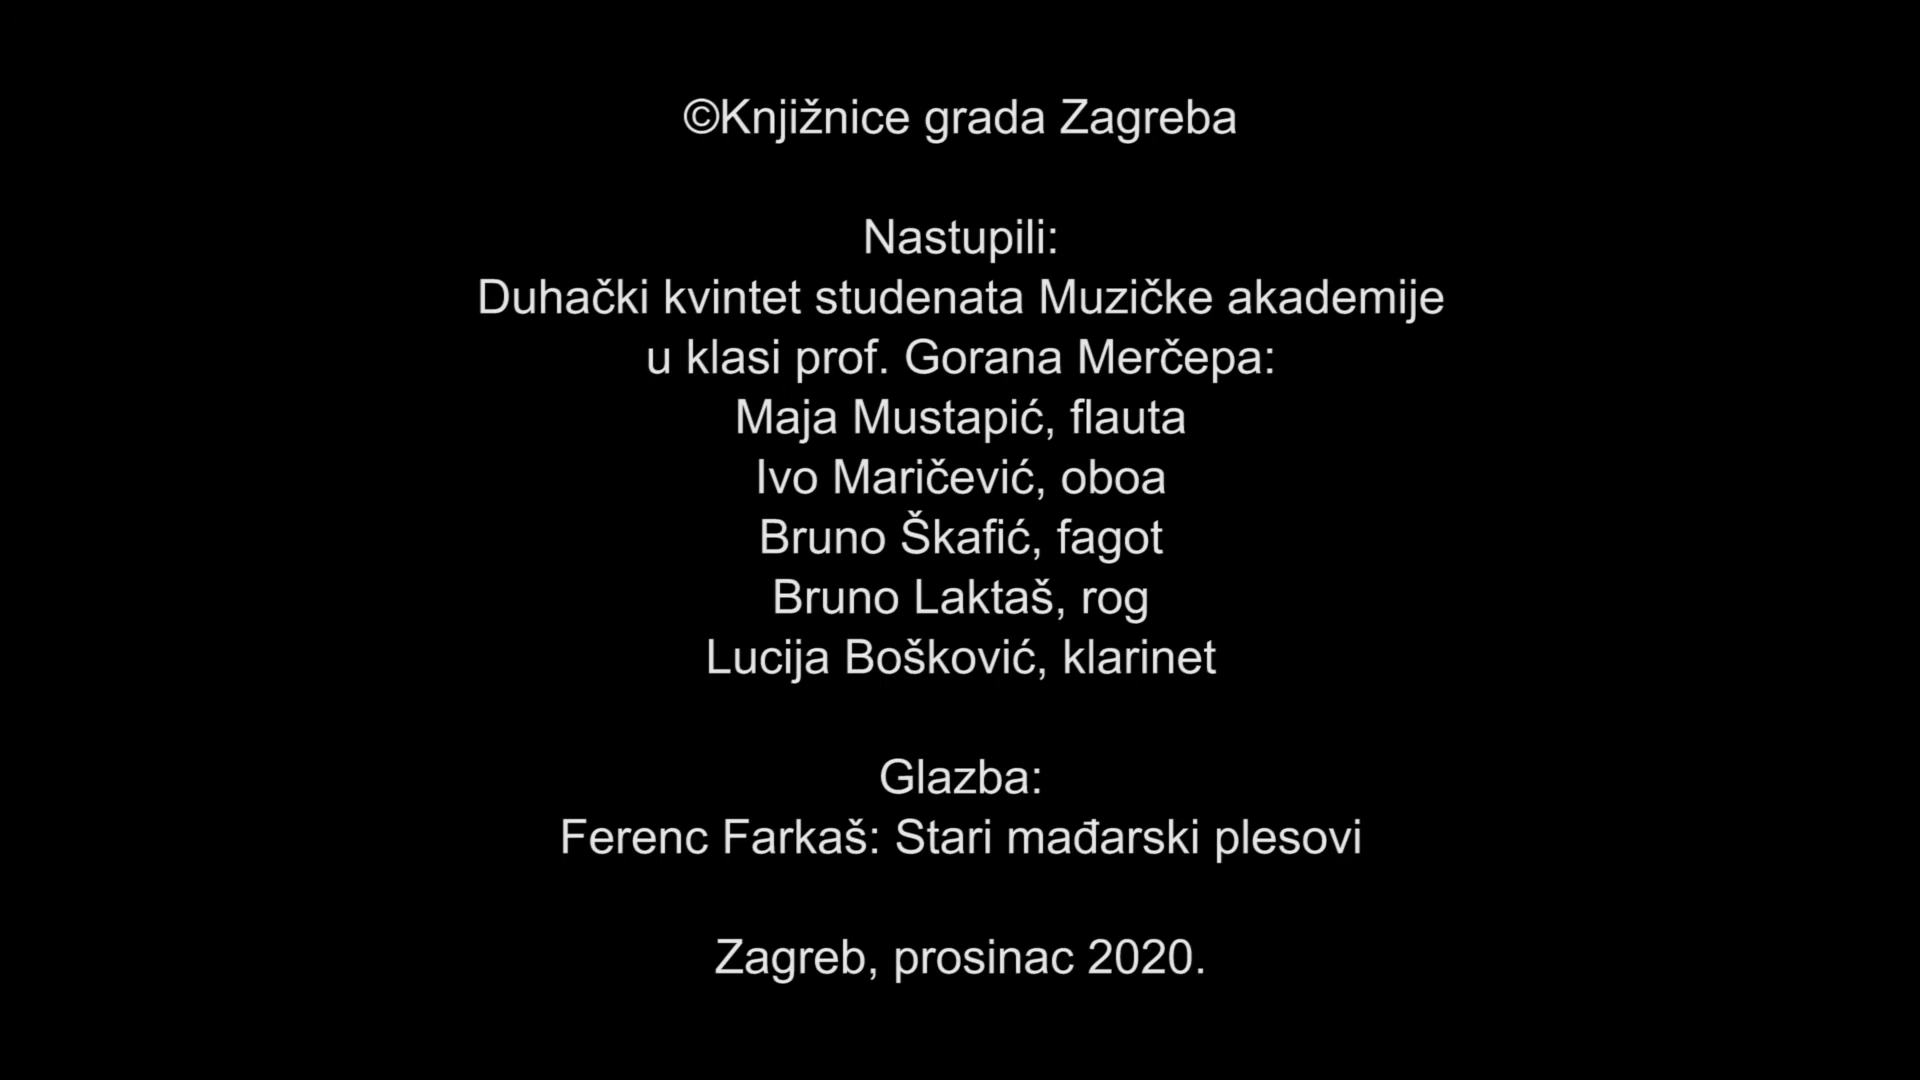 ©Knjižnice grada Zagreba
Nastupili:
Duhački kvintet studenata Muzičke akademije
u klasi prof. Gorana Merčepa:
Maja Mustapić, flauta
Ivo Maričević, oboa
Bruno Škafić, fagot
Bruno Laktaš, rog
Lucija Bošković, klarinet
Glazba:
Ferenc Farkaš: Stari mađarski plesovi
Zagreb, prosinac 2020.